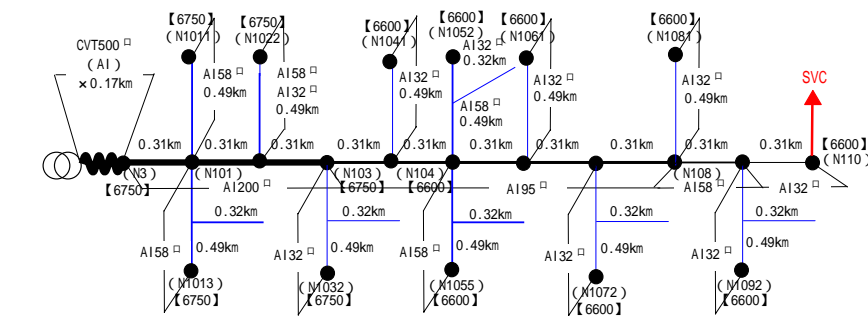 【6750】
(N1011)
【6750】
(N1022)
【6600】
(N1041)
【6600】
(N1052)
【6600】
(N1061)
【6600】
(N1081)
CVT500□
(Al)
×0.17km
Al58□
0.49km
Al58□
Al32□
0.49km
Al32□
0.49km
Al32□
0.32km
Al58□
0.49km
Al32□
0.49km
Al32□
0.49km
SVC
0.31km
0.31km
0.31km
0.31km
0.31km
0.31km
0.31km
0.31km
0.31km
【6600】
(N110)
(N3)
【6750】
(N101)
Al200□
(N103)
【6750】
(N104)
【6600】
Al95□
(N108)
Al58□
Al32□
0.32km
0.32km
0.32km
0.32km
0.32km
Al58□
0.49km
Al32□
0.49km
Al58□
0.49km
Al32□
0.49km
Al32□
0.49km
(N1013)
【6750】
(N1032)
【6750】
(N1055)
【6600】
(N1072)
【6600】
(N1092)
【6600】